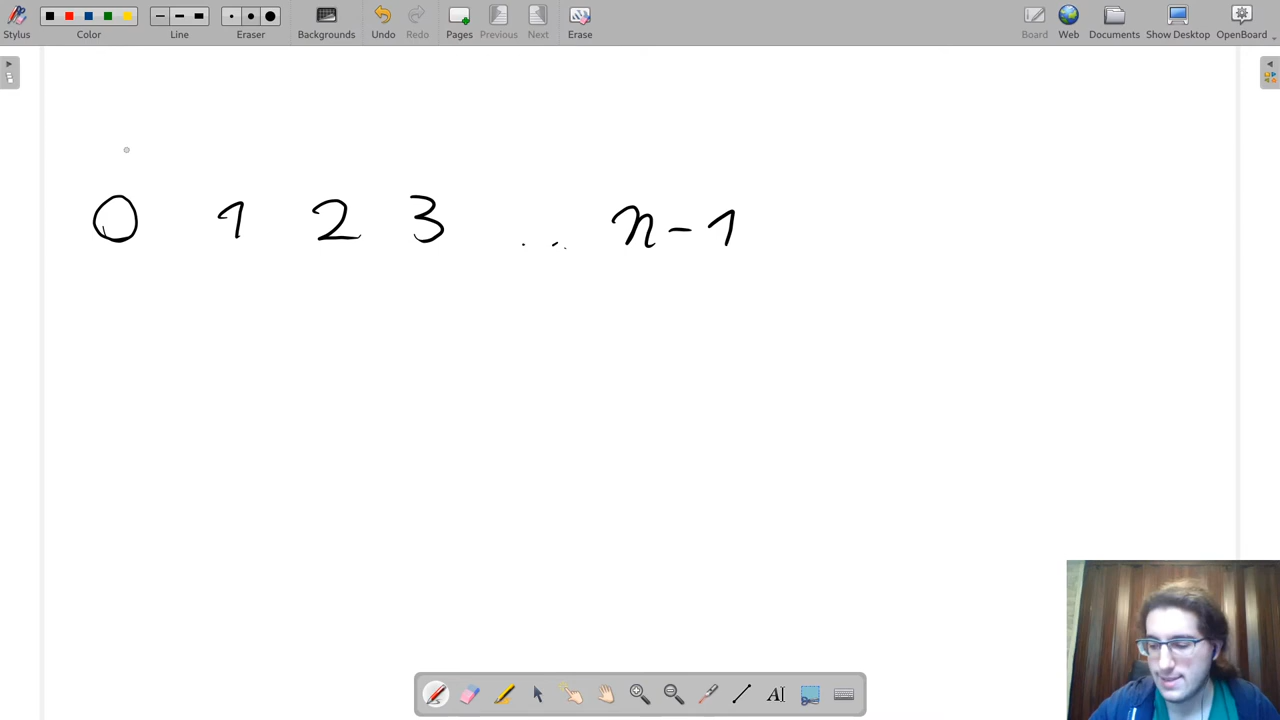 Stylus Color Line Eraser Backgrounds Undo Redo Pages Previous Next Erase Board Web Documents Show Desktop OpenBoard
0 1 2 3 ... n-1
AI